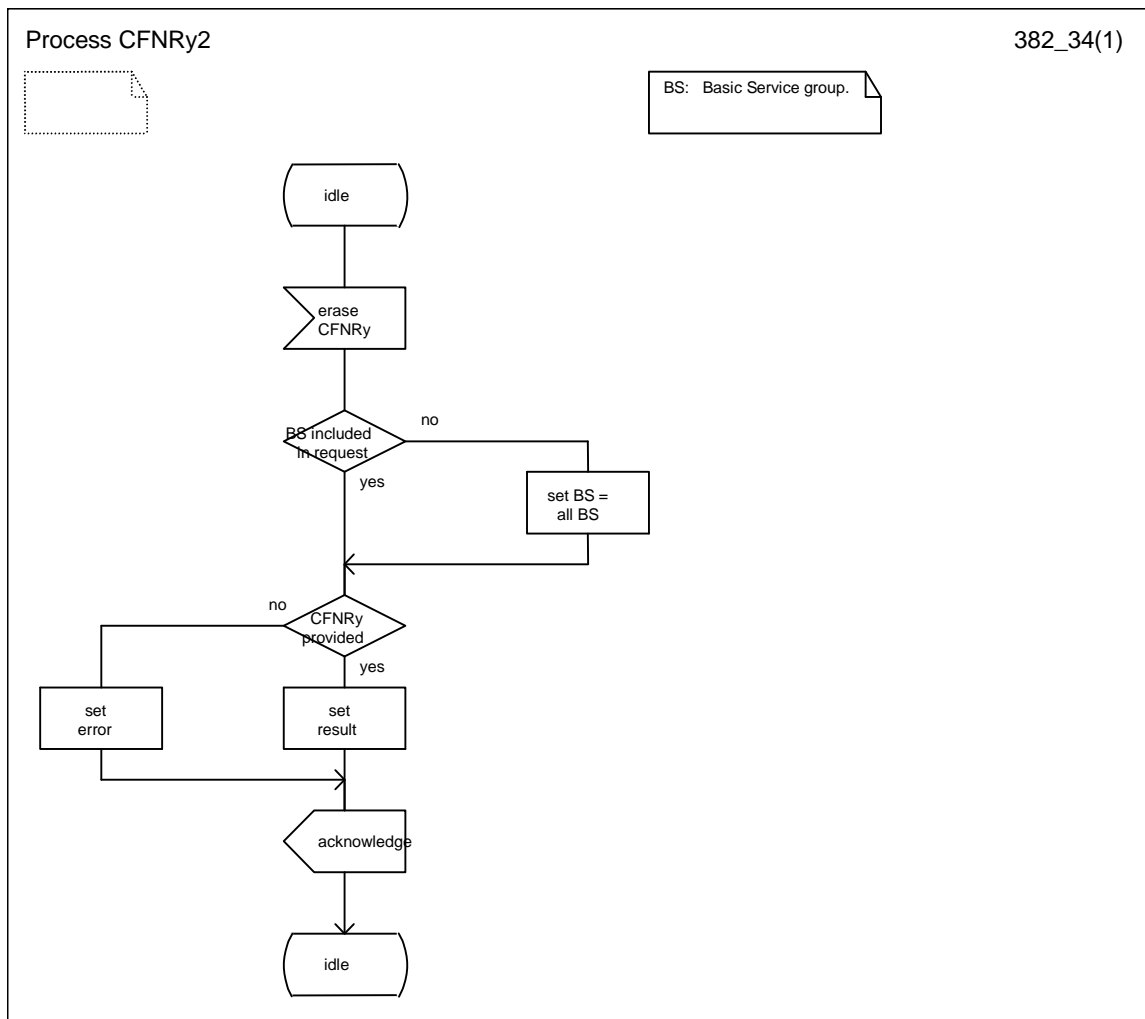 Process CFNRy2
382_34(1)
BS: Basic Service group.
idle
erase
CFNRy
BS included
in request
no
yes
set BS =
all BS
no
CFNRy
provided
yes
set
error
set
result
acknowledge
idle